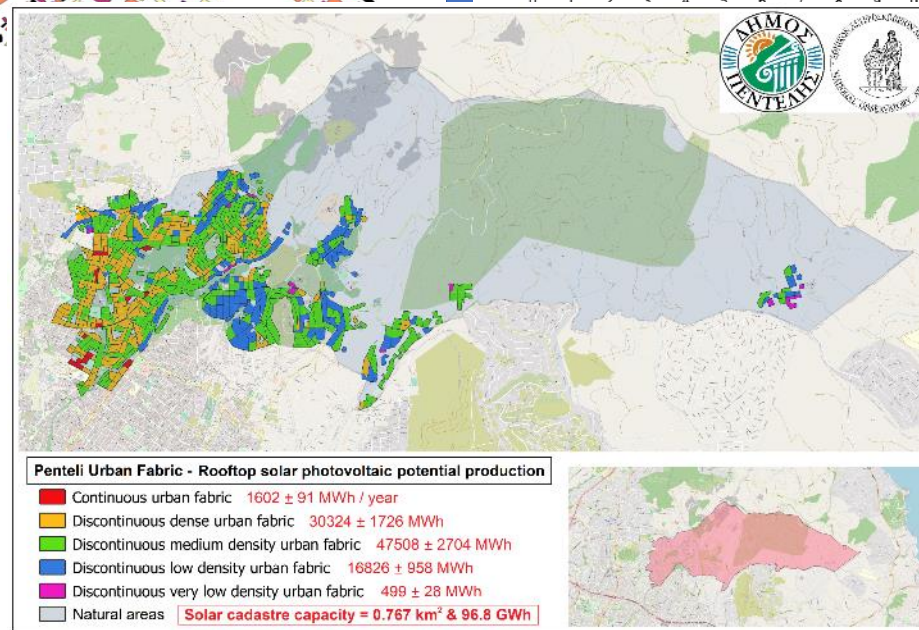 ΔΗΜΟΣ
ΠΕΝΤΕΛΗΣ
Penteli Urban Fabric - Rooftop solar photovoltaic potential production
Continuous urban fabric 1602 ± 91 MWh / year
Discontinuous dense urban fabric 30324 ± 1726 MWh
Discontinuous medium density urban fabric 47508 ± 2704 MWh
Discontinuous low density urban fabric 16826 ± 958 MWh
Discontinuous very low density urban fabric 499 ± 28 MWh
Natural areas Solar cadastre capacity = 0.767 km² & 96.8 GWh